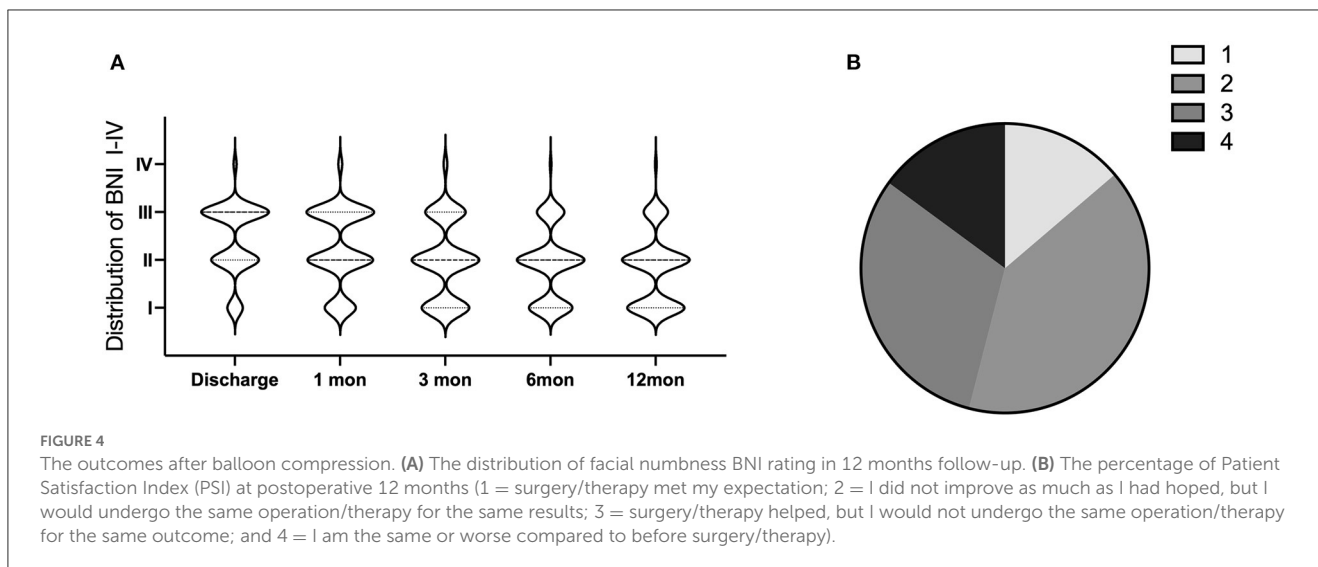 A
Distribution of BNI I-IV
IV
III
II
I
Discharge 1 mon 3 mon 6mon 12mon
B
1
2
3
4
FIGURE 4
The outcomes after balloon compression. (A) The distribution of facial numbness BNI rating in 12 months follow-up. (B) The percentage of Patient
Satisfaction Index (PSI) at postoperative 12 months (1 = surgery/therapy met my expectation; 2 = I did not improve as much as I had hoped, but I
would undergo the same operation/therapy for the same results; 3 = surgery/therapy helped, but I would not undergo the same operation/therapy
for the same outcome; and 4 = I am the same or worse compared to before surgery/therapy).